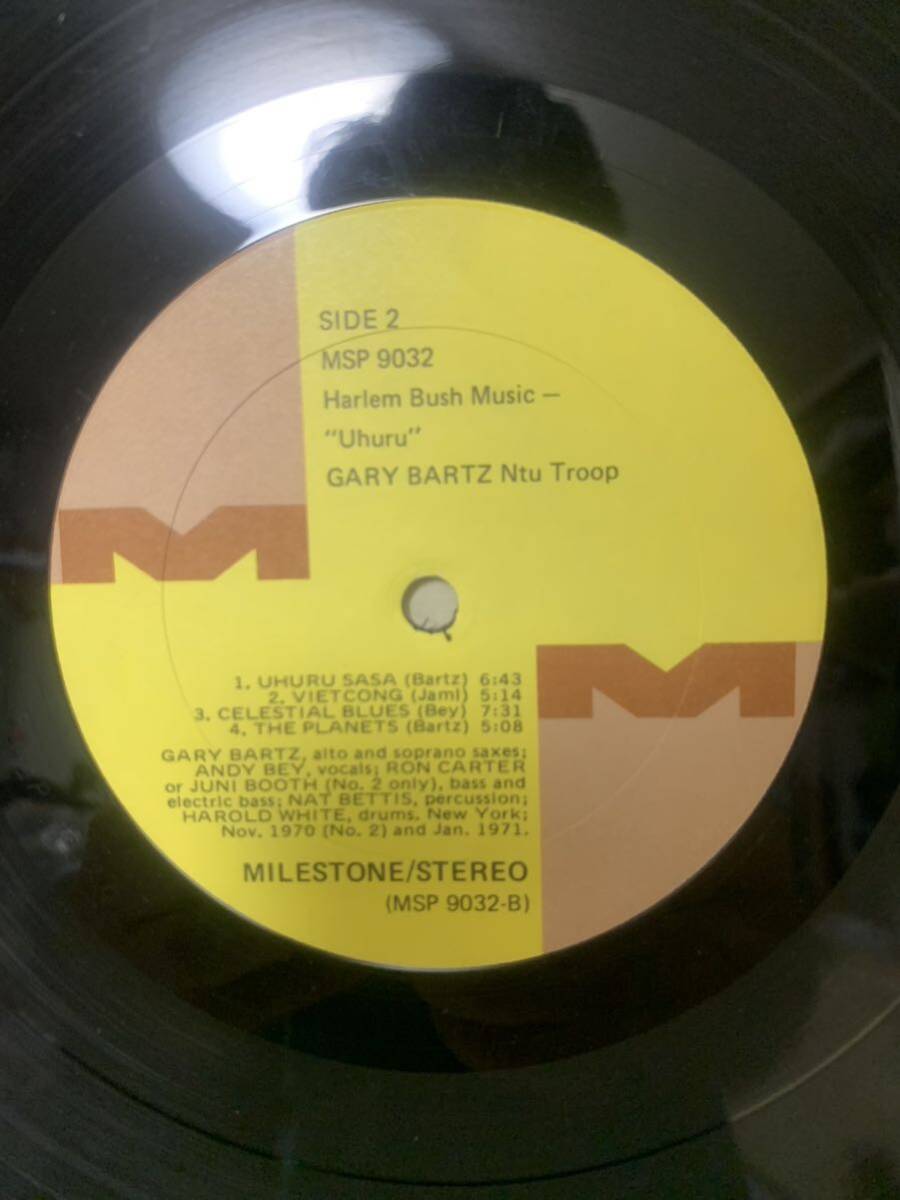 SIDE 2
MSP 9032
Harlem Bush Music —
"Uhuru"
GARY BARTZ Ntu Troop
1. UHURU SASA (Bartz) 6:43
2. VIETCONG (Jaml) 5:14
3. CELESTIAL BLUES (Bey) 7:31
4. THE PLANETS (Bartz) 5:08
GARY BARTZ, alto and soprano saxes;
ANDY BEY, vocals; RON CARTER
or JUNI BOOTH (No. 2 only), bass and
electric bass; NAT BETTIS, percussion;
HAROLD WHITE, drums. New York;
Nov. 1970 (No. 2) and Jan. 1971.
MILESTONE/STEREO
(MSP 9032-B)